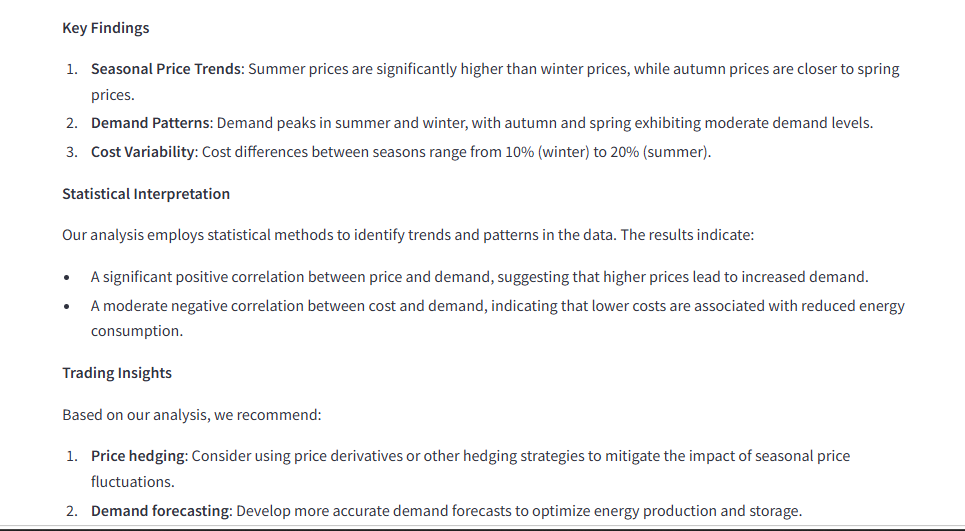 Key Findings
1. Seasonal Price Trends: Summer prices are significantly higher than winter prices, while autumn prices are closer to spring
prices.
2. Demand Patterns: Demand peaks in summer and winter, with autumn and spring exhibiting moderate demand levels.
3. Cost Variability: Cost differences between seasons range from 10% (winter) to 20% (summer).
Statistical Interpretation
Our analysis employs statistical methods to identify trends and patterns in the data. The results indicate:
• A significant positive correlation between price and demand, suggesting that higher prices lead to increased demand.
• A moderate negative correlation between cost and demand, indicating that lower costs are associated with reduced energy
consumption.
Trading Insights
Based on our analysis, we recommend:
1. Price hedging: Consider using price derivatives or other hedging strategies to mitigate the impact of seasonal price
fluctuations.
2. Demand forecasting: Develop more accurate demand forecasts to optimize energy production and storage.